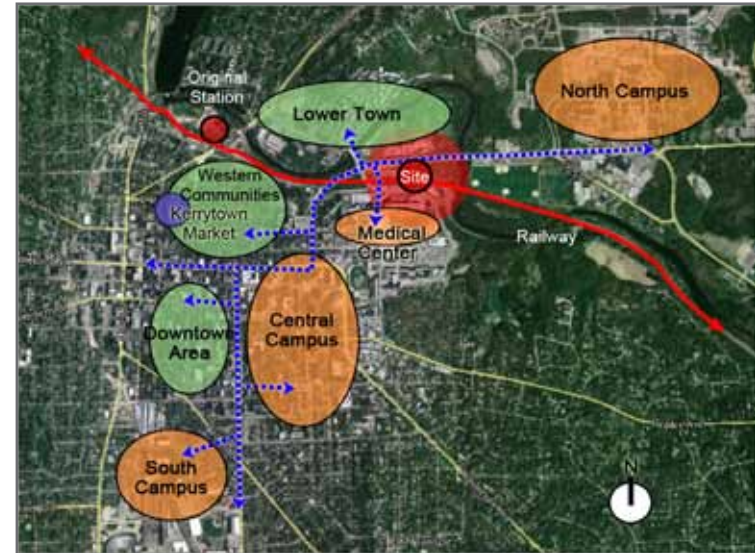 Original
Station
Lower Town
North Campus
Site
Western
Communities
Kerrytown
Market
Medical
Center
Railway
Downtown
Area
Central
Campus
South
Campus
N